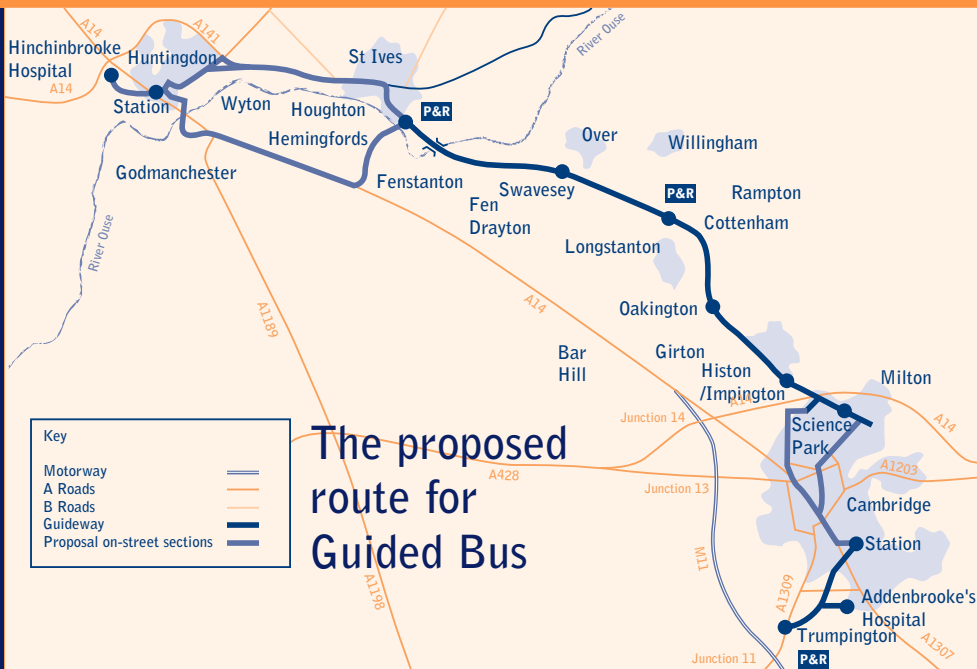 A14
A141
Hinchinbrooke
Hospital
A14
Huntingdon
Station
St Ives
River Ouse
Wyton
Houghton
P&R
Hemingfords
Godmanchester
Fenstanton
Over
Willingham
Swavesey
Fen
Drayton
P&R
Rampton
Cottenham
Longstanton
River Ouse
A1189
A14
Oakington
Bar
Hill
Girton
Histon
/Impington
A14
Milton
A14
Junction 14
Science
Park
A1203
A428
Junction 13
Cambridge
Station
M11
A1198
A1309
Addenbrooke's
Hospital
Trumpington
A1307
Junction 11
P&R
Key
Motorway
A Roads
B Roads
Guideway
Proposal on-street sections
The proposed
route for
Guided Bus